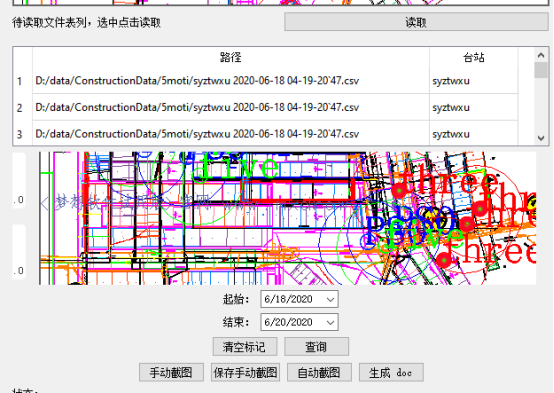 待读取文件表列，选中点击读取 读取
路径 台站
1 D:/data/ConstructionData/5moti/syztwxu 2020-06-18 04-19-20'47.csv syztwxu
2 D:/data/ConstructionData/5moti/syztwxu 2020-06-18 04-19-20'47.csv syztwxu
3 D:/data/ConstructionData/5moti/syztwxu 2020-06-18 04-19-20'47.csv syztwxu
five
three
.0
three
five
.0
three
起始: 6/18/2020
结束: 6/20/2020
清空标记 查询
手动截图 保存手动截图 自动截图 生成 doc